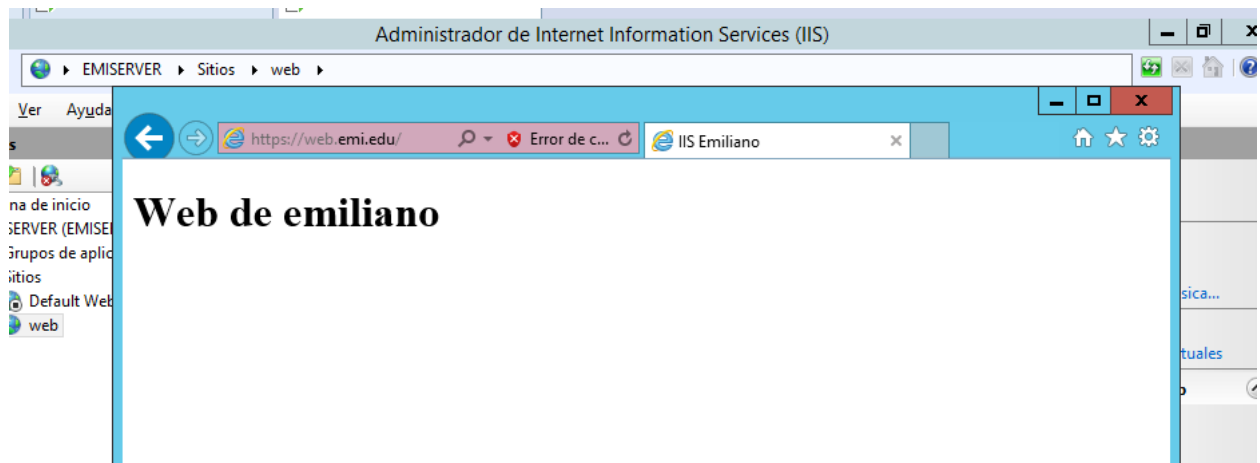 Administrador de Internet Information Services (IIS)
EMISERVER Sitios web
Ver Ayuda
https://web.emi.edu/ Error de c... IIS Emiliano
na de inicio
SERVER (EMISE
Grupos de aplic
Sitios
Default Web
web
Web de emiliano
sica...
tuales